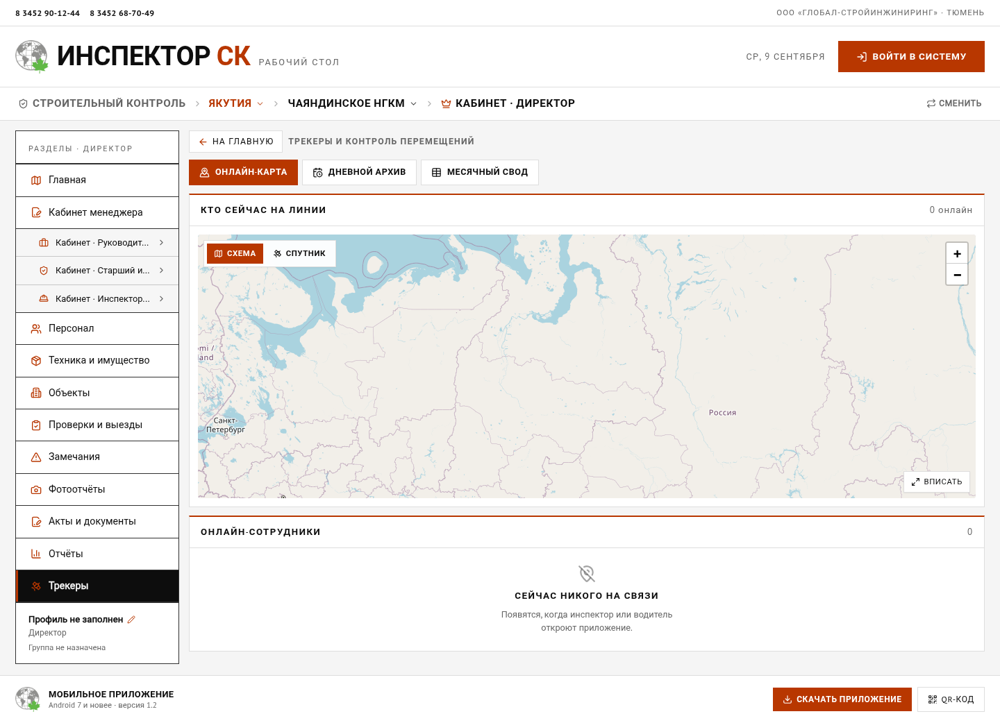 8 3452 90-12-44 8 3452 68-70-49
ООО «ГЛОБАЛ-СТРОЙИНЖИНИРИНГ» · ТЮМЕНЬ
ИНСПЕКТОР СК РАБОЧИЙ СТОЛ
СР, 9 СЕНТЯБРЯ
ВОЙТИ В СИСТЕМУ
СТРОИТЕЛЬНЫЙ КОНТРОЛЬ
ЯКУТИЯ
ЧАЯНДИНСКОЕ НГКМ
КАБИНЕТ · ДИРЕКТОР
СМЕНИТЬ
РАЗДЕЛЫ · ДИРЕКТОР
Главная
Кабинет менеджера
Кабинет · Руководит...
Кабинет · Старший и...
Кабинет · Инспектор...
Персонал
Техника и имущество
Объекты
Проверки и выезды
Замечания
Фотоотчёты
Акты и документы
Отчёты
Трекеры
Профиль не заполнен
Директор
Группа не назначена
НА ГЛАВНУЮ
ТРЕКЕРЫ И КОНТРОЛЬ ПЕРЕМЕЩЕНИЙ
ОНЛАЙН-КАРТА
ДНЕВНОЙ АРХИВ
МЕСЯЧНЫЙ СВОД
КТО СЕЙЧАС НА ЛИНИИ
0 онлайн
СХЕМА
СПУТНИК
+
−
omi /
land
Санкт-
Петербург
Россия
ВПИСАТЬ
ОНЛАЙН-СОТРУДНИКИ
0
СЕЙЧАС НИКОГО НА СВЯЗИ
Появятся, когда инспектор или водитель
откроют приложение.
МОБИЛЬНОЕ ПРИЛОЖЕНИЕ
Android 7 и новее · версия 1.2
СКАЧАТЬ ПРИЛОЖЕНИЕ
QR-КОД